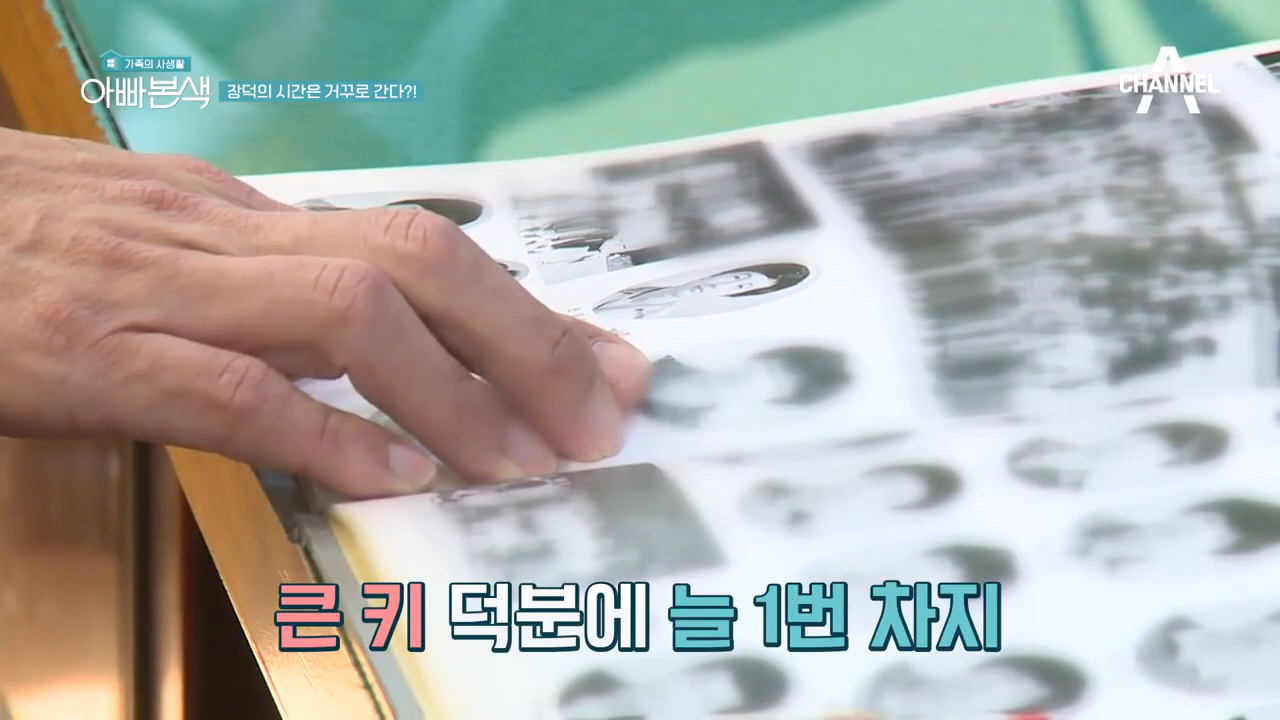 가족의 사생활
아빠본색
장덕의 시간은 거꾸로 간다?!
CHANNEL A
큰 키 덕분에 늘 1번 차지